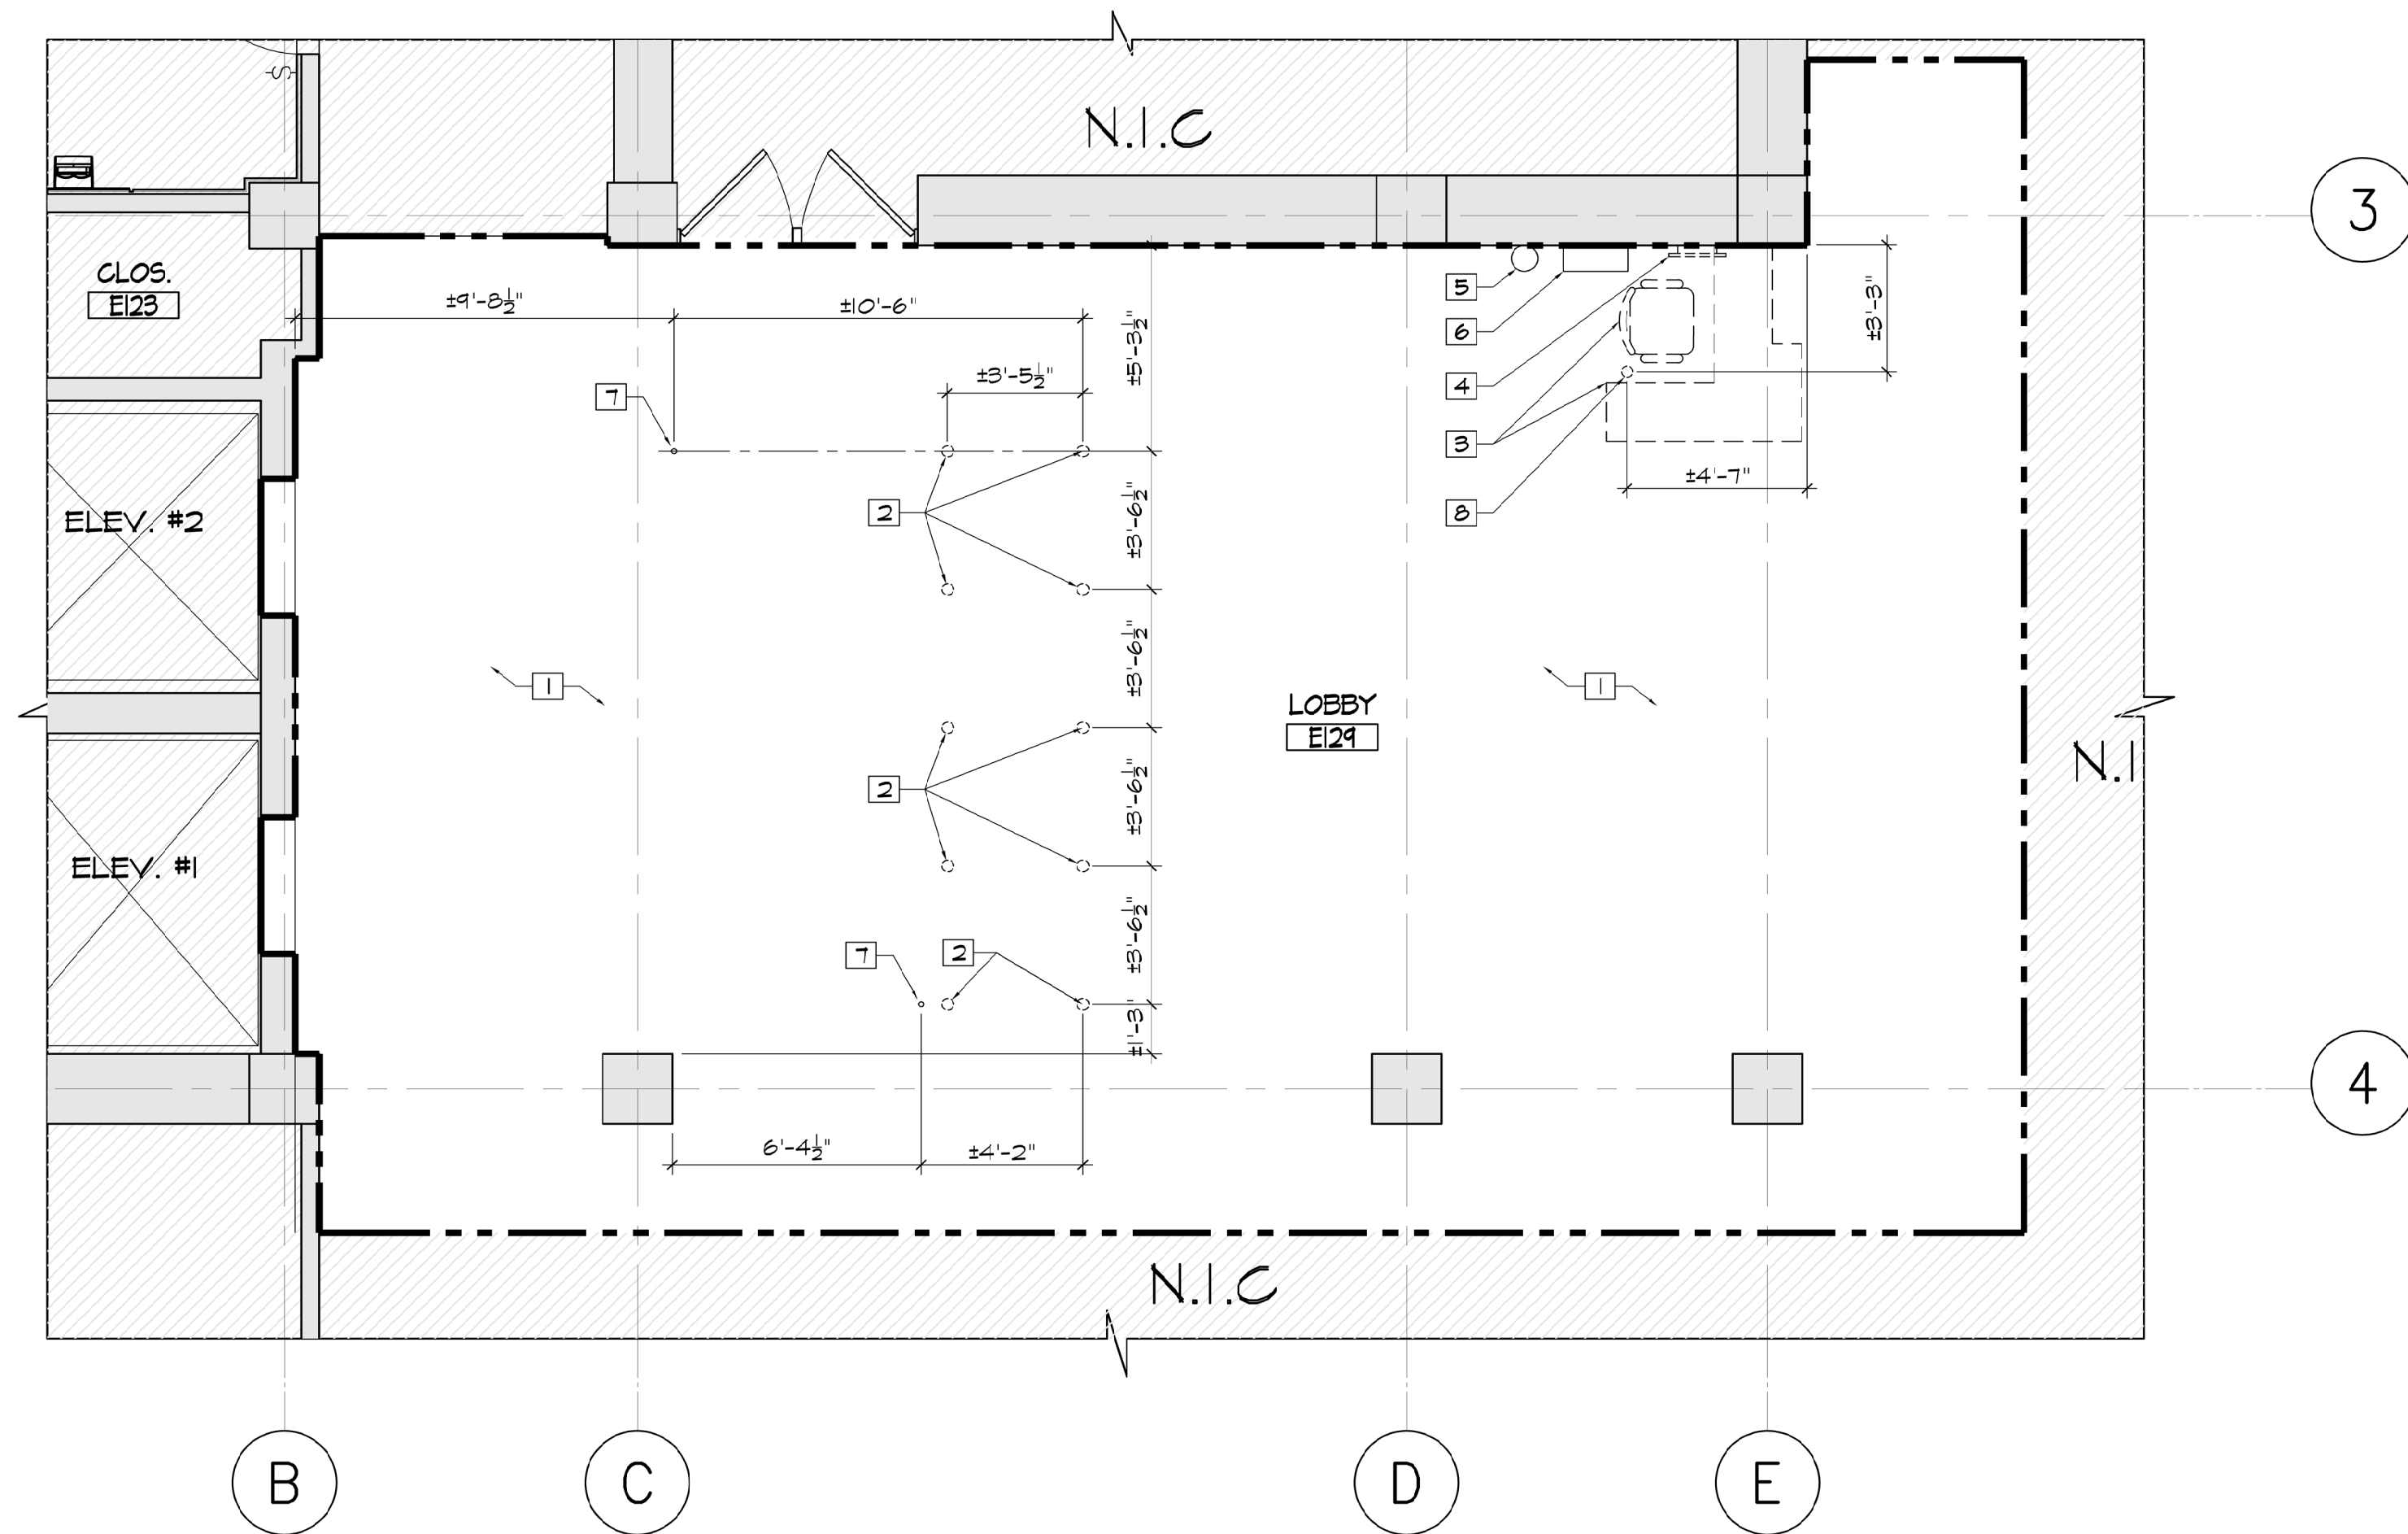 S
N.I.C
3
CLOS.
E123
±9'-8½"
±10'-6"
±5'-3½"
±3'-3"
5
6
4
3
8
±3'-5½"
7
±4'-7"
ELEV. #2
2
±3'-6½"
±3'-6½"
1
1
LOBBY
E129
N.I
2
±3'-6½"
ELEV. #1
±3'-6½"
7
2
±1'-3"
4
6'-4½"
±4'-2"
N.I.C
B
C
D
E